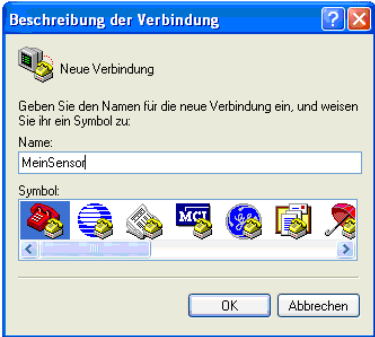 Beschreibung der Verbindung
Neue Verbindung
Geben Sie den Namen für die neue Verbindung ein, und weisen
Sie ihr ein Symbol zu:
Name:
MeinSensor
Symbol:
MCI
OK
Abbrechen